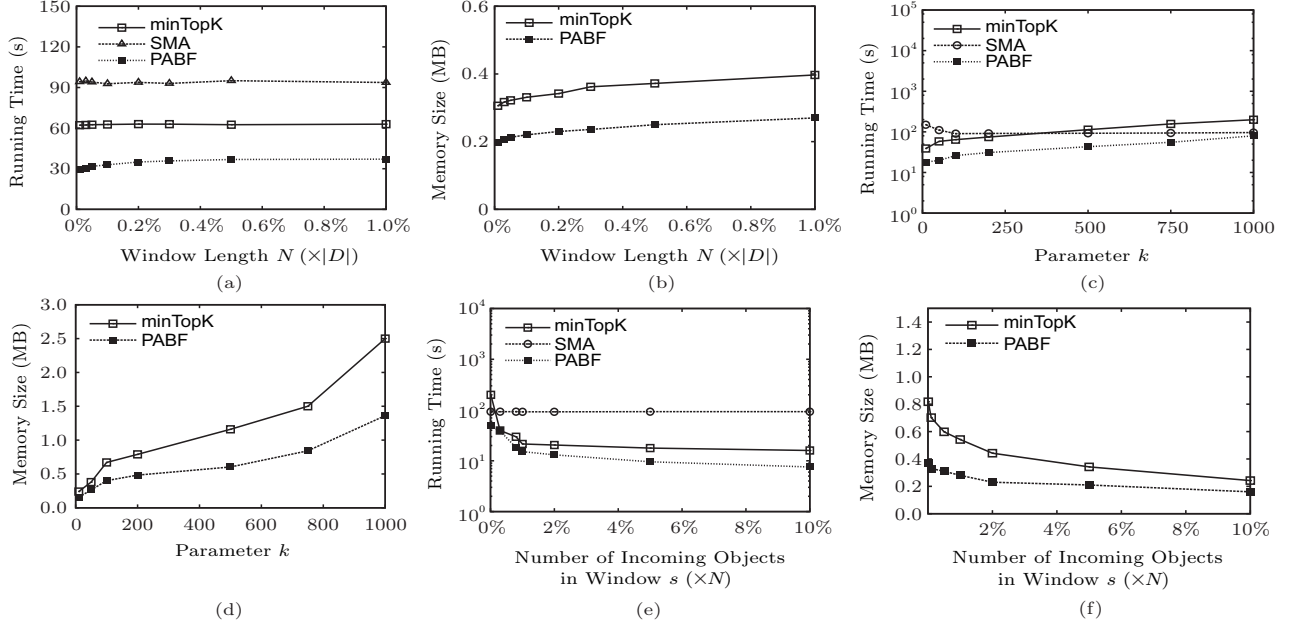 150
120
90
60
30
0
Running Time (s)
minTopK
SMA
PABF
0% 0.2% 0.4% 0.6% 0.8% 1.0%
Window Length N (×|D|)
(a)
0.6
0.4
0.2
0
Memory Size (MB)
minTopK
PABF
0% 0.2% 0.4% 0.6% 0.8% 1.0%
Window Length N (×|D|)
(b)
10^5
10^4
10^3
10^2
10^1
10^0
Running Time (s)
minTopK
SMA
PABF
0 250 500 750 1000
Parameter k
(c)
3.0
2.5
2.0
1.5
1.0
0.5
0.0
Memory Size (MB)
minTopK
PABF
0 200 400 600 800 1000
Parameter k
(d)
10^4
10^3
10^2
10^1
10^0
Running Time (s)
minTopK
SMA
PABF
0% 2% 4% 6% 8% 10%
Number of Incoming Objects
in Window s (×N)
(e)
1.4
1.2
1.0
0.8
0.6
0.4
0.2
0.0
Memory Size (MB)
minTopK
PABF
2% 4% 6% 8% 10%
Number of Incoming Objects
in Window s (×N)
(f)